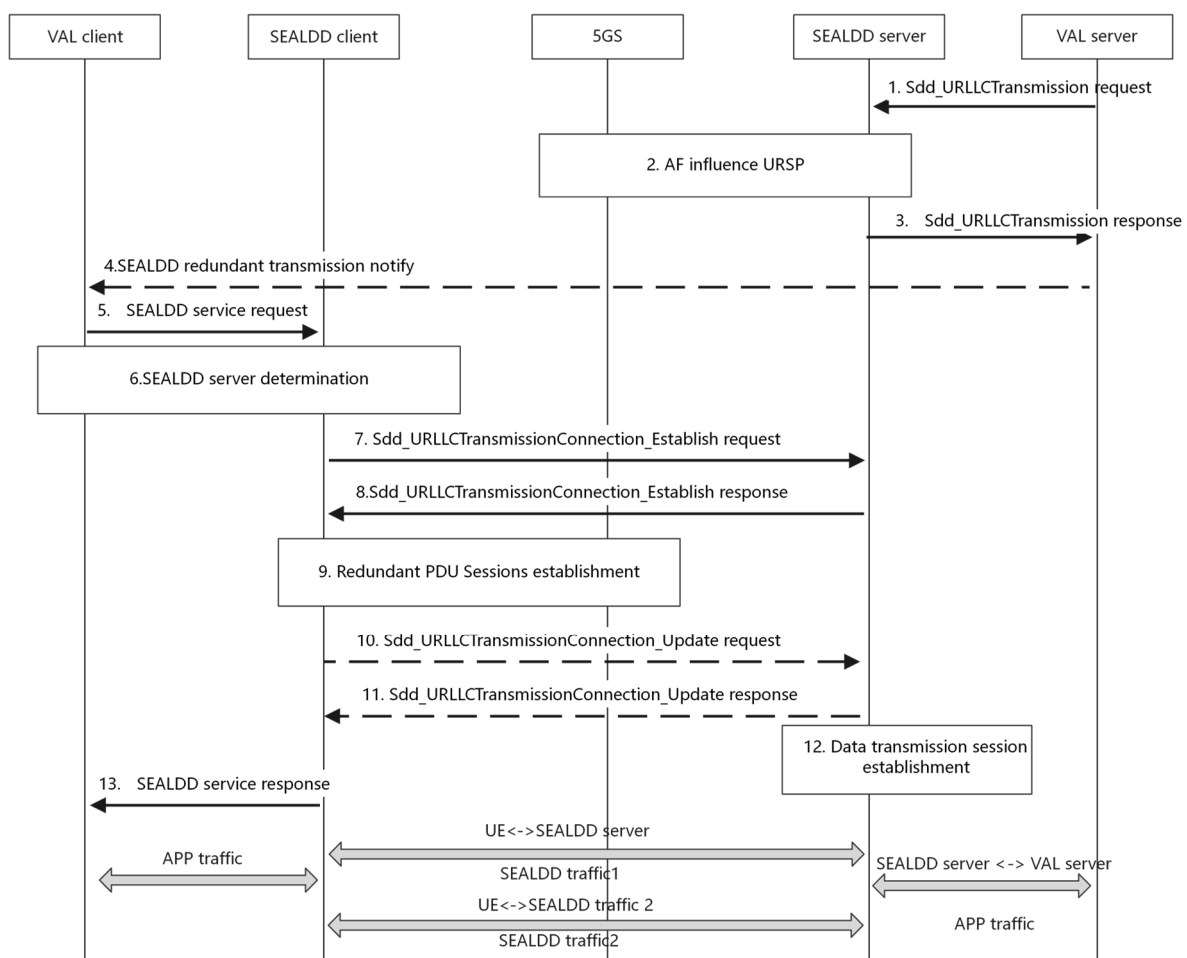 VAL client
SEALDD client
5GS
SEALDD server
VAL server
1. Sdd_URLLCTransmission request
2. AF influence URSP
3. Sdd_URLLCTransmission response
4.SEALDD redundant transmission notify
5. SEALDD service request
6.SEALDD server determination
7. Sdd_URLLCTransmissionConnection_Establish request
8.Sdd_URLLCTransmissionConnection_Establish response
9. Redundant PDU Sessions establishment
10. Sdd_URLLCTransmissionConnection_Update request
11. Sdd_URLLCTransmissionConnection_Update response
12. Data transmission session
establishment
13. SEALDD service response
UE<->SEALDD server
APP traffic
SEALDD traffic1
SEALDD server <-> VAL server
UE<->SEALDD traffic 2
SEALDD traffic2
APP traffic